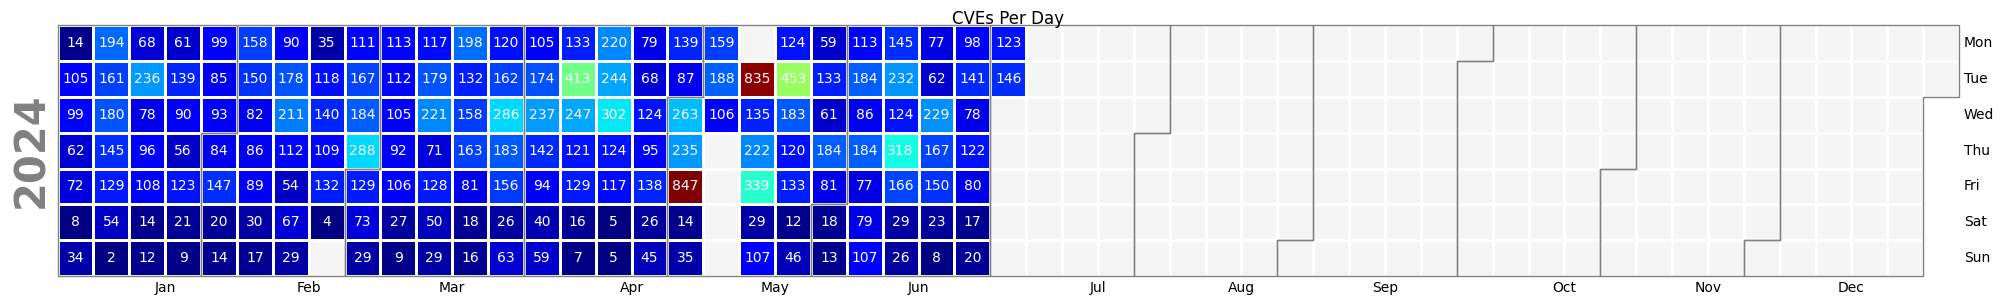 CVEs Per Day
14 194 68 61 99 158 90 35 111 113 117 198 120 105 133 220 79 139 159 124 59 113 145 77 98 123 Mon
105 161 236 139 85 150 178 118 167 112 179 132 162 174 413 244 68 87 188 835 453 133 184 232 62 141 146 Tue
99 180 78 90 93 82 211 140 184 105 221 158 286 237 247 302 124 263 106 135 183 61 86 124 229 78 Wed
62 145 96 56 84 86 112 109 288 92 71 163 183 142 121 124 95 235 222 120 184 184 318 167 122 Thu
72 129 108 123 147 89 54 132 129 106 128 81 156 94 129 117 138 847 339 133 81 77 166 150 80 Fri
8 54 14 21 20 30 67 4 73 27 50 18 26 40 16 5 26 14 29 12 18 79 29 23 17 Sat
34 2 12 9 14 17 29 29 9 29 16 63 59 7 5 45 35 107 46 13 107 26 8 20 Sun
2024
Jan Feb Mar Apr May Jun Jul Aug Sep Oct Nov Dec